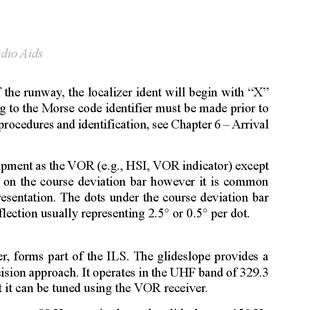 dio Aids
the runway, the localizer ident will begin with “X”
g to the Morse code identifier must be made prior to
procedures and identification, see Chapter 6 – Arrival
pment as the VOR (e.g., HSI, VOR indicator) except
on the course deviation bar however it is common
esentation. The dots under the course deviation bar
flection usually representing 2.5° or 0.5° per dot.
r, forms part of the ILS. The glideslope provides a
ision approach. It operates in the UHF band of 329.3
t it can be tuned using the VOR receiver.